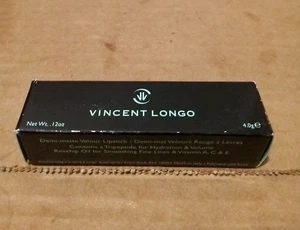 VINCENT LONGO
Net Wt. .12oz
4.0g ℮
Demi-matte Velour Lipstick | Demi-mat Velours Rouge à Lèvres
Contains a Tripeptide for Hydration & Volume
Rosehip Oil for Smoothing Fine Lines & Vitamin A, C & E